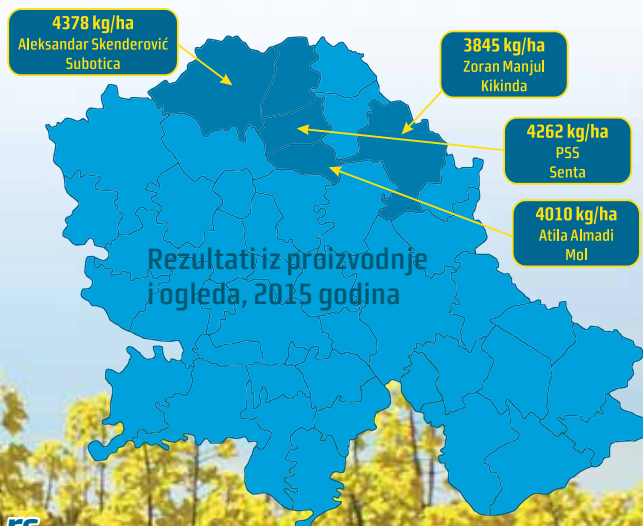 4378 kg/ha
Aleksandar Skenderović
Subotica
3845 kg/ha
Zoran Manjul
Kikinda
4262 kg/ha
PSS
Senta
4010 kg/ha
Atila Almadi
Mol
Rezultati iz proizvodnje
i ogleda, 2015 godina
rs